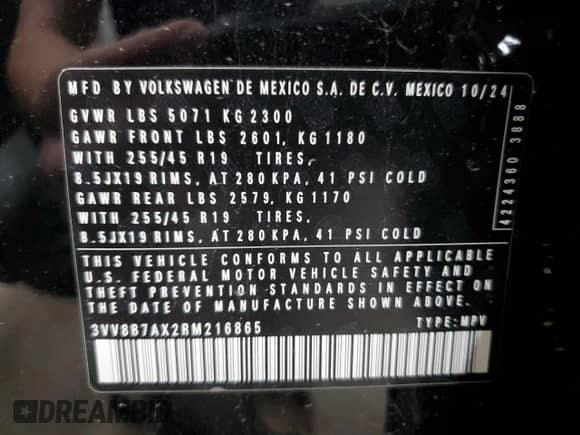 MFD BY VOLKSWAGEN DE MEXICO S.A. DE C.V. MEXICO 10/24
GVWR LBS 5071 KG 2300
GAWR FRONT LBS 2601, KG 1180
WITH 255/45 R19 TIRES,
8.5JX19 RIMS, AT 280 KPA, 41 PSI COLD
GAWR REAR LBS 2579, KG 1170
WITH 255/45 R19 TIRES,
8.5JX19 RIMS, AT 280 KPA, 41 PSI COLD
THIS VEHICLE CONFORMS TO ALL APPLICABLE
U.S. FEDERAL MOTOR VEHICLE SAFETY AND
THEFT PREVENTION STANDARDS IN EFFECT ON
THE DATE OF MANUFACTURE SHOWN ABOVE.
3VV8B7AX2RM216865 TYPE:MPV
4224360 3888
DREAMBID